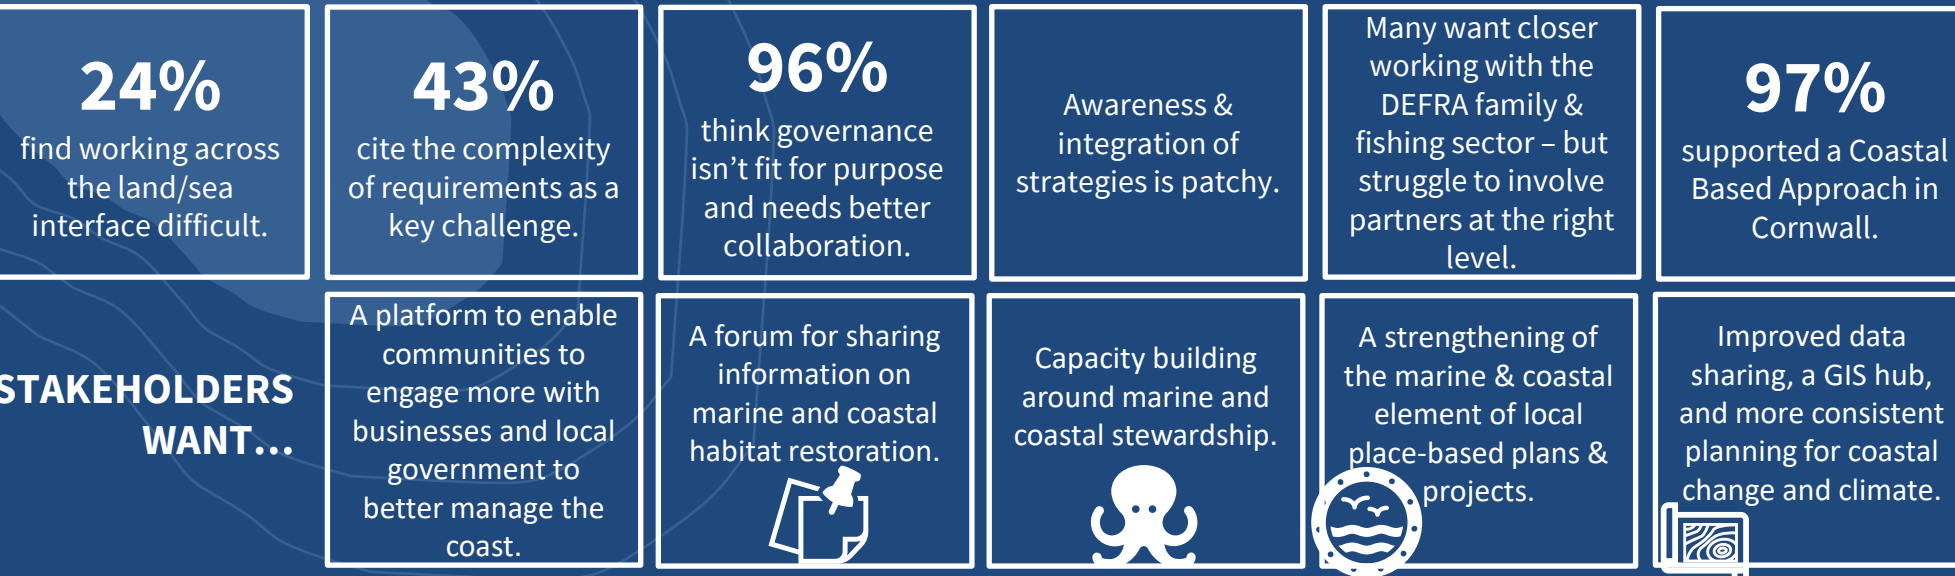 24%
find working across
the land/sea
interface difficult.
43%
cite the complexity
of requirements as a
key challenge.
96%
think governance
isn't fit for purpose
and needs better
collaboration.
Awareness &
integration of
strategies is patchy.
Many want closer
working with the
DEFRA family &
fishing sector – but
struggle to involve
partners at the right
level.
97%
supported a Coastal
Based Approach in
Cornwall.
STAKEHOLDERS
WANT...
A platform to enable
communities to
engage more with
businesses and local
government to
better manage the
coast.
A forum for sharing
information on
marine and coastal
habitat restoration.
Capacity building
around marine and
coastal stewardship.
A strengthening of
the marine & coastal
element of local
place-based plans &
projects.
Improved data
sharing, a GIS hub,
and more consistent
planning for coastal
change and climate.